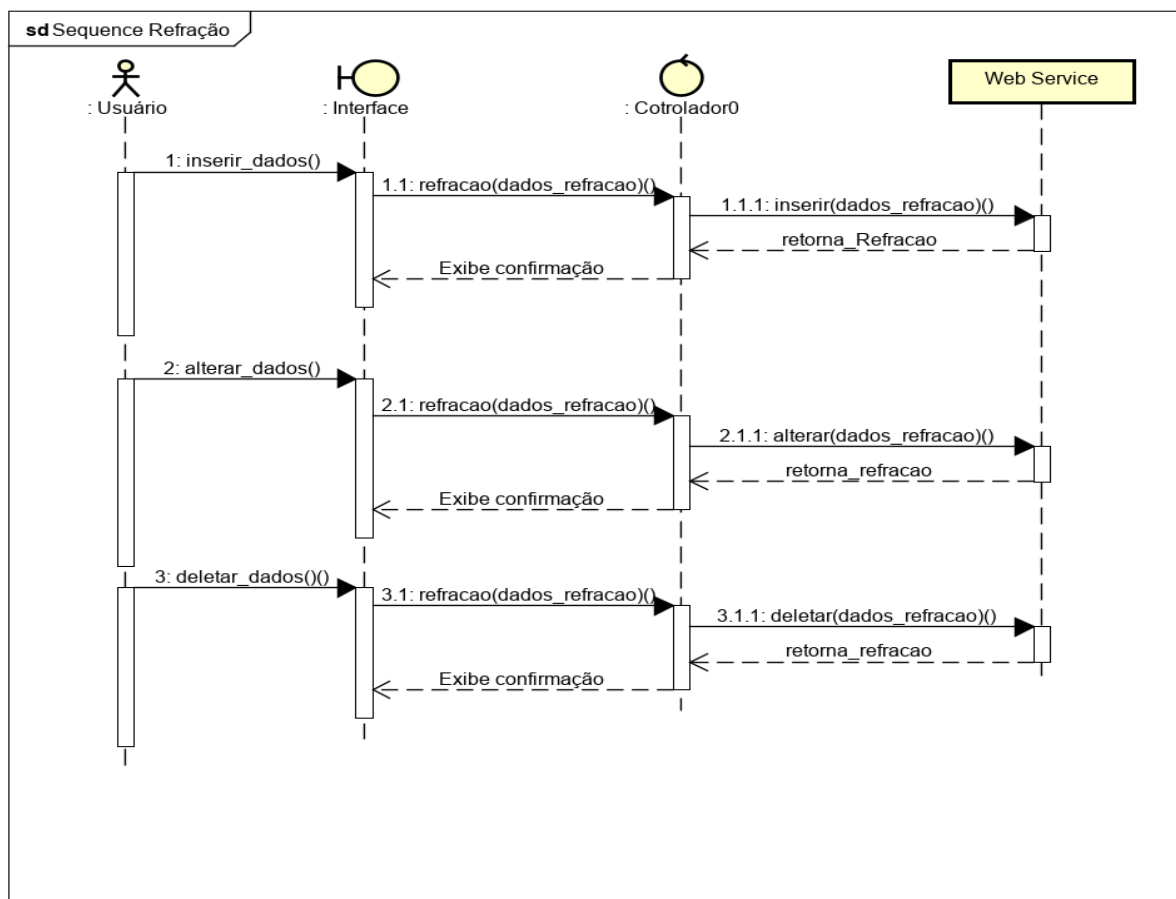 sd Sequence Refração
: Usuário
: Interface
: Cotrolador0
Web Service
1: inserir_dados()
1.1: refracao(dados_refracao)()
1.1.1: inserir(dados_refracao)()
retorna_Refracao
Exibe confirmação
2: alterar_dados()
2.1: refracao(dados_refracao)()
2.1.1: alterar(dados_refracao)()
retorna_refracao
Exibe confirmação
3: deletar_dados()()
3.1: refracao(dados_refracao)()
3.1.1: deletar(dados_refracao)()
retorna_refracao
Exibe confirmação